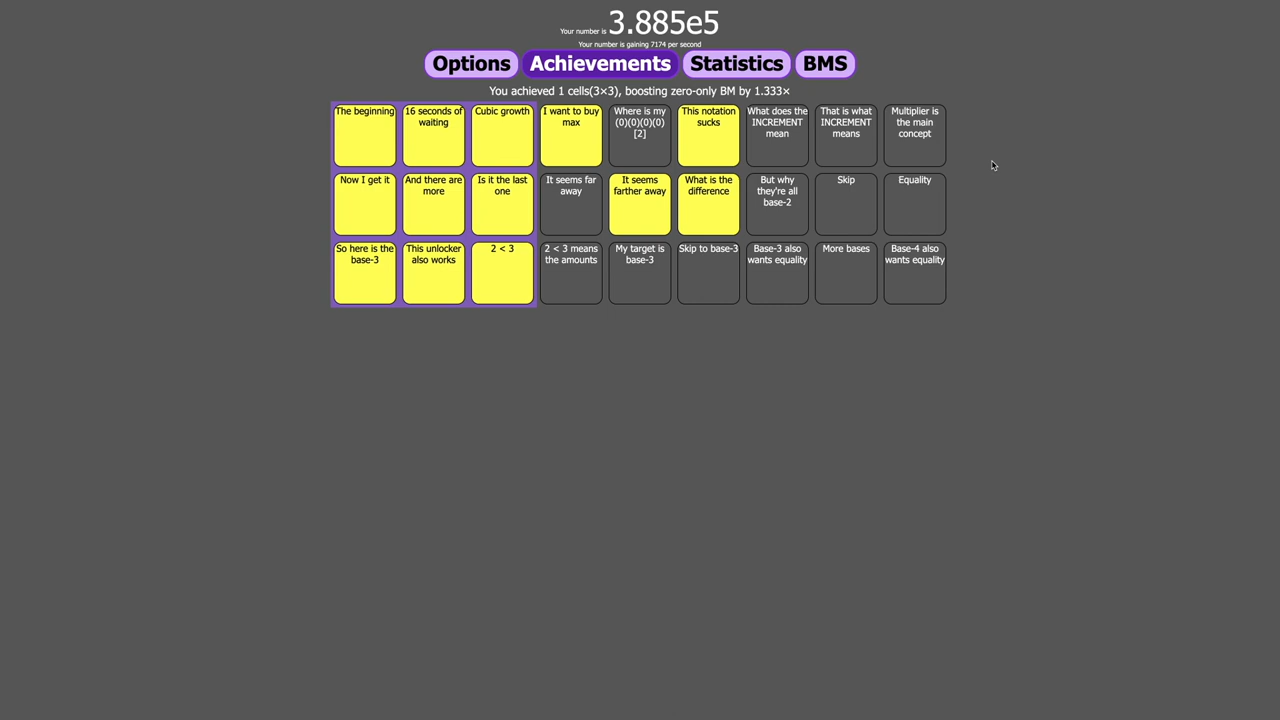 Your number is 3.885e5
Your number is gaining 7174 per second
Options Achievements Statistics BMS
You achieved 1 cells(3×3), boosting zero-only BM by 1.333×
The beginning
16 seconds of
waiting
Cubic growth
I want to buy
max
Where is my
(0)(0)(0)(0)
[2]
This notation
sucks
What does the
INCREMENT
mean
That is what
INCREMENT
means
Multiplier is
the main
concept
Now I get it
And there are
more
Is it the last
one
It seems far
away
It seems
farther away
What is the
difference
But why
they're all
base-2
Skip
Equality
So here is the
base-3
This unlocker
also works
2 < 3
2 < 3 means
the amounts
My target is
base-3
Skip to base-3
Base-3 also
wants equality
More bases
Base-4 also
wants equality